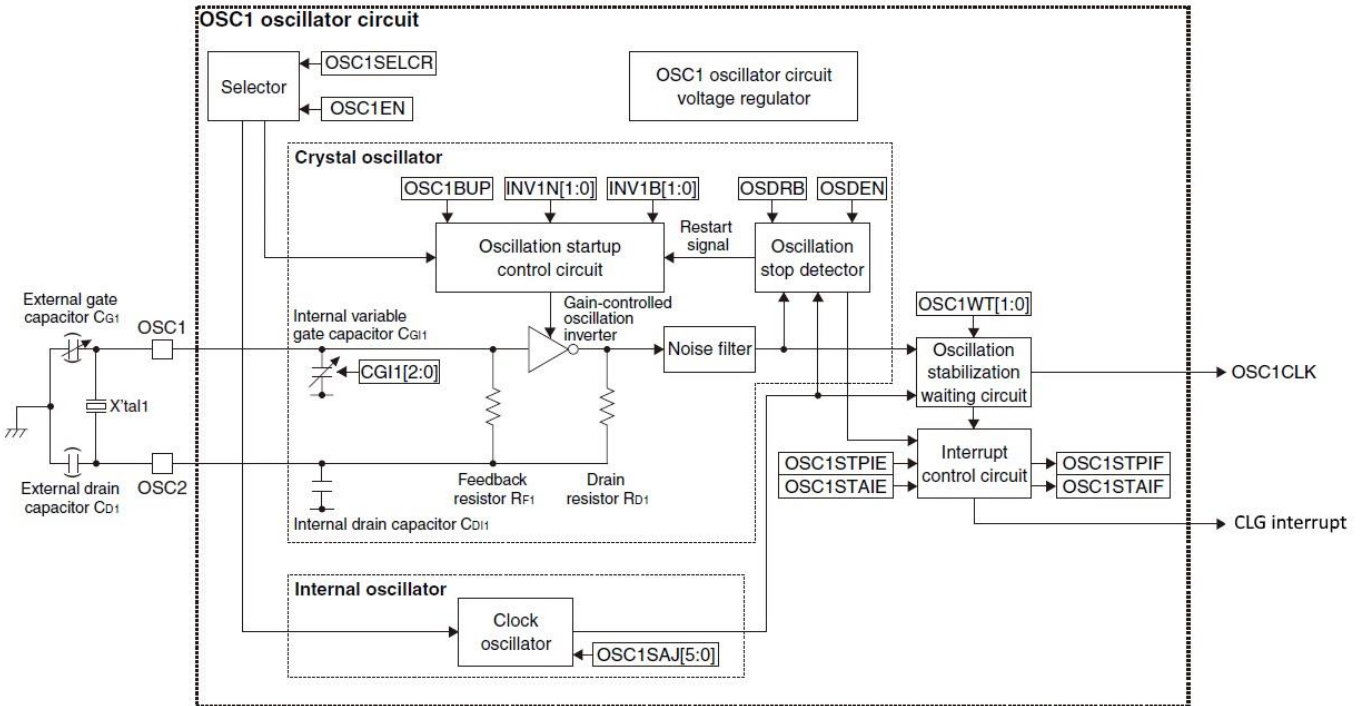 OSC1 oscillator circuit
Selector
OSC1SELCR
OSC1EN
OSC1 oscillator circuit
voltage regulator
Crystal oscillator
OSC1BUP
INV1N[1:0]
INV1B[1:0]
OSDRB
OSDEN
Oscillation startup
control circuit
Restart
signal
Oscillation
stop detector
External gate
capacitor CG1
OSC1
Internal variable
gate capacitor CGI1
Gain-controlled
oscillation
inverter
Noise filter
OSC1WT[1:0]
Oscillation
stabilization
waiting circuit
OSC1CLK
CGI1[2:0]
X'tal1
External drain
capacitor CD1
OSC2
Internal drain capacitor CDI1
Feedback
resistor RF1
Drain
resistor RD1
OSC1STPIE
OSC1STAIE
Interrupt
control circuit
OSC1STPIF
OSC1STAIF
CLG interrupt
Internal oscillator
Clock
oscillator
OSC1SAJ[5:0]